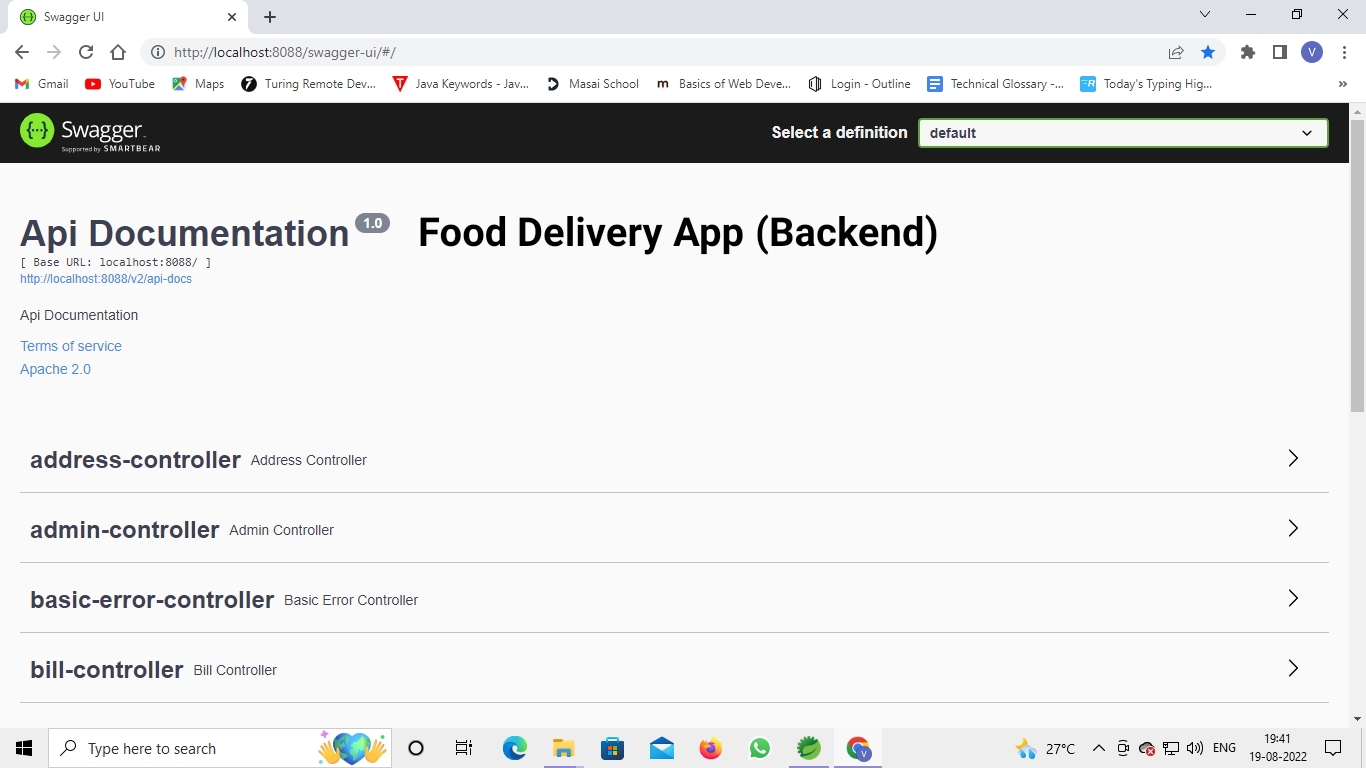 Swagger UI
http://localhost:8088/swagger-ui/#/
V
Gmail YouTube Maps Turing Remote Dev... Java Keywords - Jav... Masai School Basics of Web Deve... Login - Outline Technical Glossary -... Today's Typing Hig... »
Swagger
Supported by SMARTBEAR
Select a definition default
Api Documentation 1.0 Food Delivery App (Backend)
[ Base URL: localhost:8088/ ]
http://localhost:8088/v2/api-docs
Api Documentation
Terms of service
Apache 2.0
address-controller Address Controller
admin-controller Admin Controller
basic-error-controller Basic Error Controller
bill-controller Bill Controller
Type here to search
27°C ENG 19:41
19-08-2022